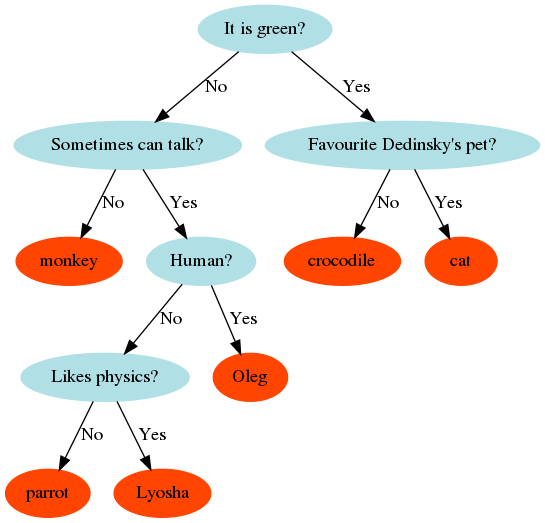 It is green?
No
Yes
Sometimes can talk?
Favourite Dedinsky's pet?
No
Yes
No
Yes
monkey
Human?
crocodile
cat
No
Yes
Likes physics?
Oleg
No
Yes
parrot
Lyosha